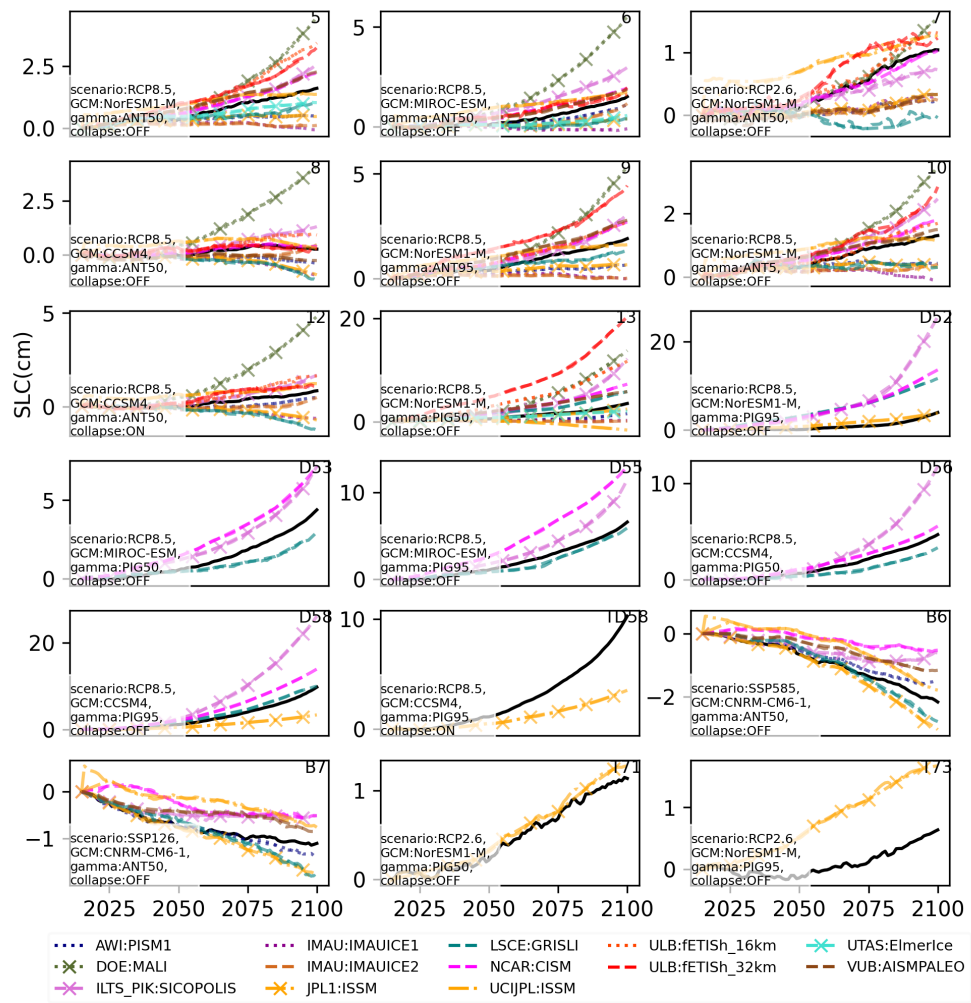 5
2.5
0.0
scenario:RCP8.5,
GCM:NorESM1-M,
gamma:ANT50,
collapse:OFF
6
5
0
scenario:RCP8.5,
GCM:MIROC-ESM,
gamma:ANT50,
collapse:OFF
7
1
0
scenario:RCP2.6,
GCM:NorESM1-M,
gamma:ANT50,
collapse:OFF
8
2.5
0.0
scenario:RCP8.5,
GCM:CCSM4,
gamma:ANT50,
collapse:OFF
9
5
0
scenario:RCP8.5,
GCM:NorESM1-M,
gamma:ANT95,
collapse:OFF
10
2
0
scenario:RCP8.5,
GCM:NorESM1-M,
gamma:ANT5,
collapse:OFF
SLC(cm)
12
5
0
scenario:RCP8.5,
GCM:CCSM4,
gamma:ANT50,
collapse:ON
13
20
10
0
scenario:RCP8.5,
GCM:NorESM1-M,
gamma:PIG50,
collapse:OFF
D52
20
0
scenario:RCP8.5,
GCM:NorESM1-M
gamma:PIG95,
collapse:OFF
D53
5
0
scenario:RCP8.5,
GCM:MIROC-ESM,
gamma:PIG50,
collapse:OFF
D55
10
0
scenario:RCP8.5,
GCM:MIROC-ESM,
gamma:PIG95,
collapse:OFF
D56
10
0
scenario:RCP8.5,
GCM:CCSM4,
gamma:PIG50,
collapse:OFF
D58
20
0
scenario:RCP8.5,
GCM:CCSM4,
gamma:PIG95,
collapse:OFF
TD58
10
0
scenario:RCP8.5,
GCM:CCSM4,
gamma:PIG95,
collapse:ON
B6
0
−2
scenario:SSP585,
GCM:CNRM-CM6-1,
gamma:ANT50,
collapse:OFF
B7
0
−1
scenario:SSP126,
GCM:CNRM-CM6-1,
gamma:ANT50,
collapse:OFF
T71
1
0
scenario:RCP2.6,
GCM:NorESM1-M,
gamma:PIG50,
collapse:OFF
T73
1
0
scenario:RCP2.6,
GCM:NorESM1-M,
gamma:PIG95,
collapse:OFF
2025 2050 2075 2100
2025 2050 2075 2100
2025 2050 2075 2100
AWI:PISM1
DOE:MALI
ILTS_PIK:SICOPOLIS
IMAU:IMAUICE1
IMAU:IMAUICE2
JPL1:ISSM
LSCE:GRISLI
NCAR:CISM
UCIJPL:ISSM
ULB:fETISh_16km
ULB:fETISh_32km
UTAS:ElmerIce
VUB:AISMPALEO